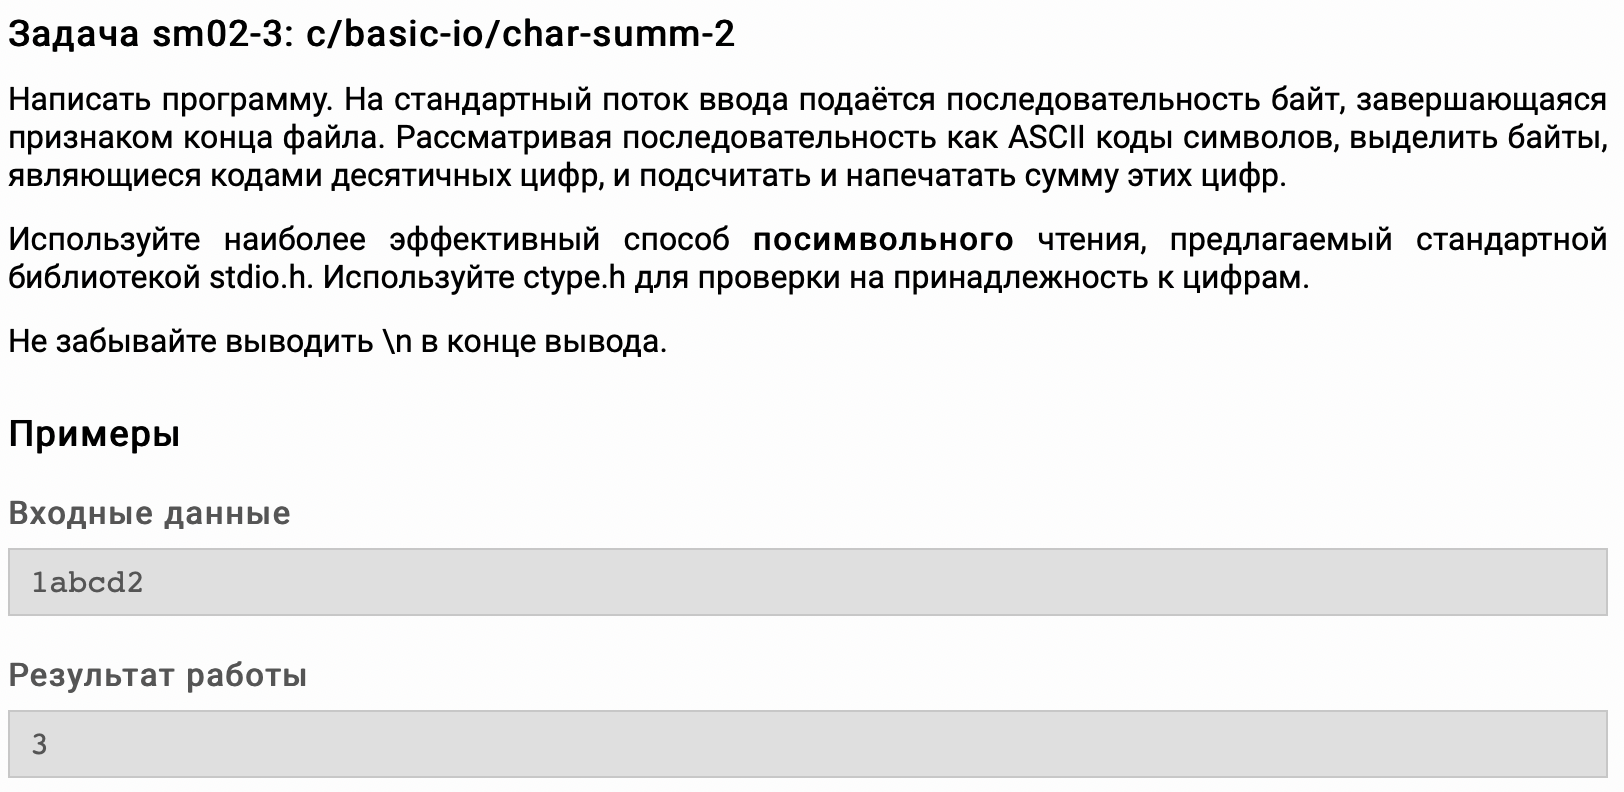 Задача sm02-3: c/basic-io/char-summ-2
Написать программу. На стандартный поток ввода подаётся последовательность байт, завершающаяся
признаком конца файла. Рассматривая последовательность как ASCII коды символов, выделить байты,
являющиеся кодами десятичных цифр, и подсчитать и напечатать сумму этих цифр.
Используйте наиболее эффективный способ посимвольного чтения, предлагаемый стандартной
библиотекой stdio.h. Используйте ctype.h для проверки на принадлежность к цифрам.
Не забывайте выводить \n в конце вывода.
Примеры
Входные данные
1abcd2
Результат работы
3